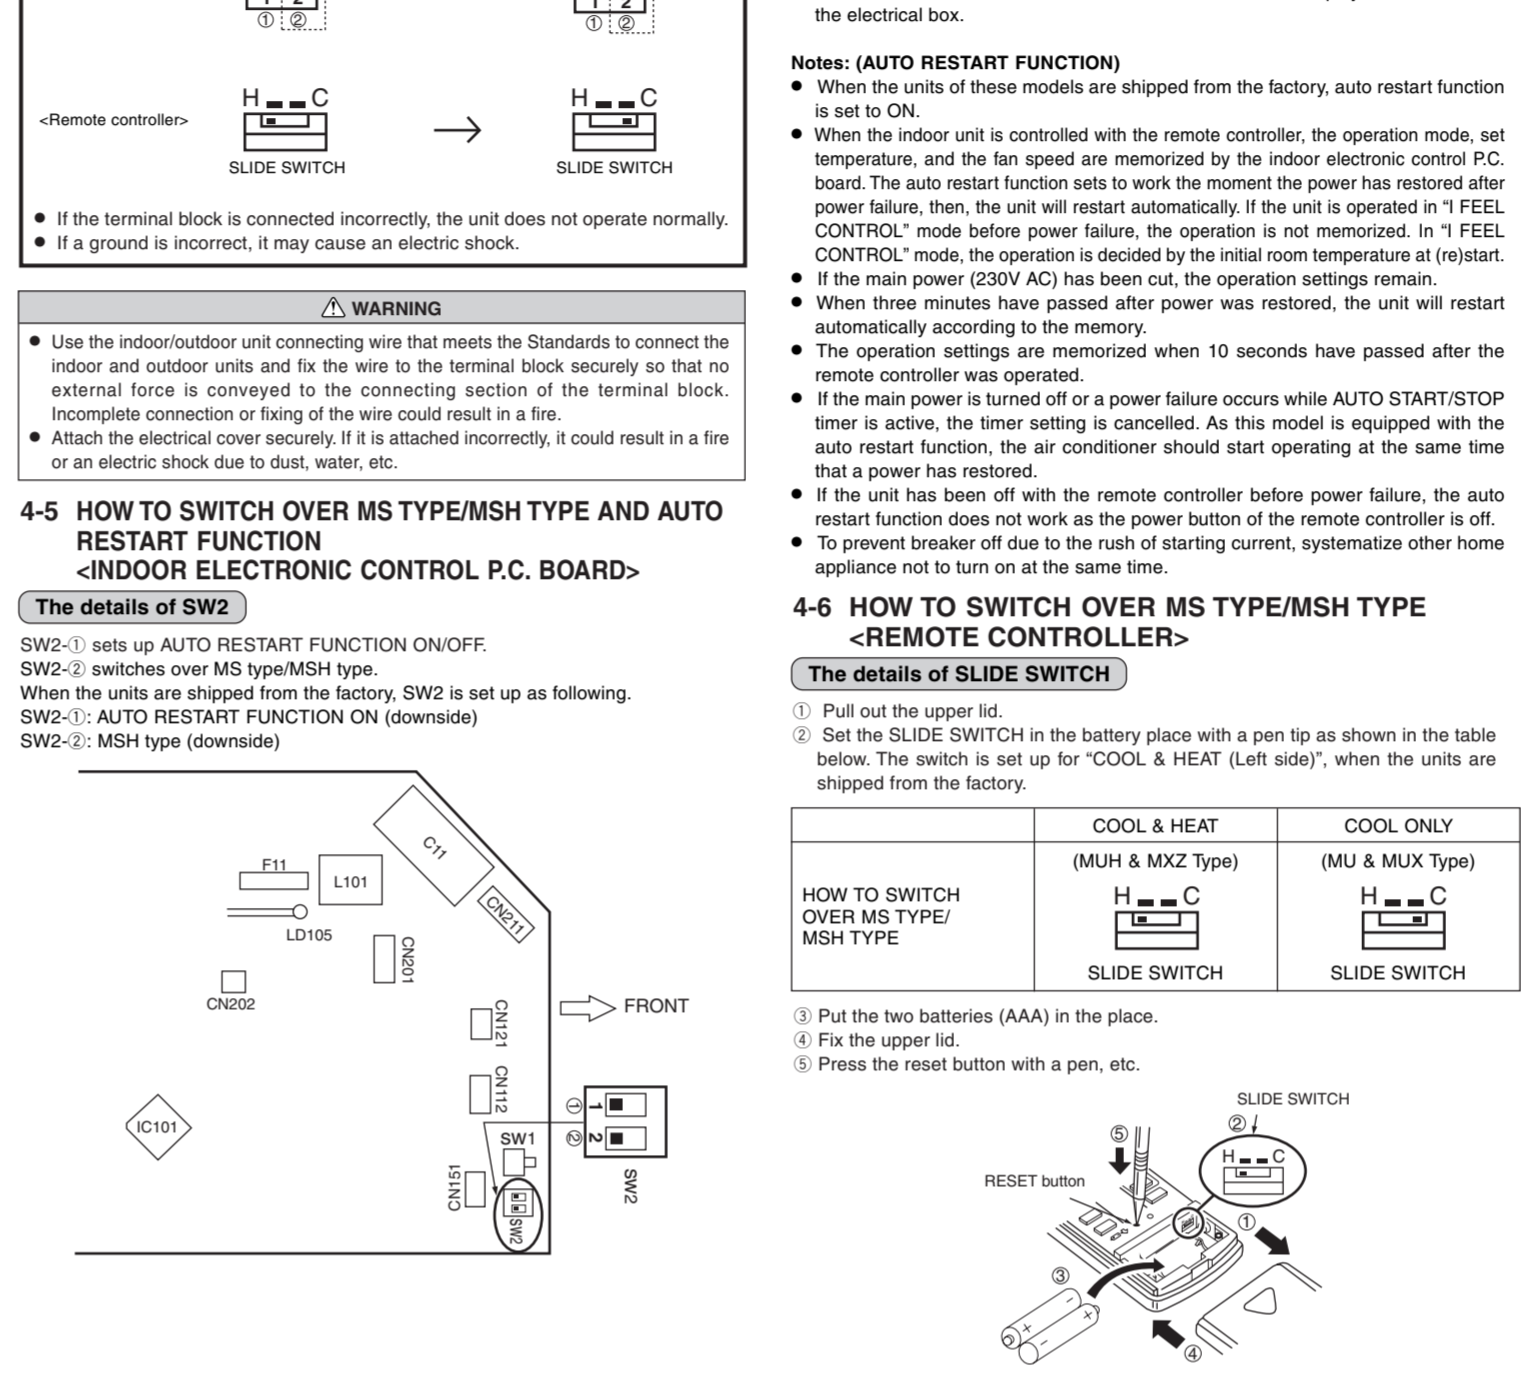 1 2
① ②
1 2
① ②
<Remote controller>
H C
SLIDE SWITCH
H C
SLIDE SWITCH
● If the terminal block is connected incorrectly, the unit does not operate normally.
● If a ground is incorrect, it may cause an electric shock.
⚠ WARNING
● Use the indoor/outdoor unit connecting wire that meets the Standards to connect the
indoor and outdoor units and fix the wire to the terminal block securely so that no
external force is conveyed to the connecting section of the terminal block.
Incomplete connection or fixing of the wire could result in a fire.
● Attach the electrical cover securely. If it is attached incorrectly, it could result in a fire
or an electric shock due to dust, water, etc.
4-5 HOW TO SWITCH OVER MS TYPE/MSH TYPE AND AUTO
RESTART FUNCTION
<INDOOR ELECTRONIC CONTROL P.C. BOARD>
The details of SW2
SW2-① sets up AUTO RESTART FUNCTION ON/OFF.
SW2-② switches over MS type/MSH type.
When the units are shipped from the factory, SW2 is set up as following.
SW2-①: AUTO RESTART FUNCTION ON (downside)
SW2-②: MSH type (downside)
C11
F11
L101
CN211
LD105
CN201
CN202
CN121
FRONT
CN112
IC101
① 1
② 2
SW1
SW2
CN151
SW2
the electrical box.
Notes: (AUTO RESTART FUNCTION)
● When the units of these models are shipped from the factory, auto restart function
is set to ON.
● When the indoor unit is controlled with the remote controller, the operation mode, set
temperature, and the fan speed are memorized by the indoor electronic control P.C.
board. The auto restart function sets to work the moment the power has restored after
power failure, then, the unit will restart automatically. If the unit is operated in “I FEEL
CONTROL” mode before power failure, the operation is not memorized. In “I FEEL
CONTROL” mode, the operation is decided by the initial room temperature at (re)start.
● If the main power (230V AC) has been cut, the operation settings remain.
● When three minutes have passed after power was restored, the unit will restart
automatically according to the memory.
● The operation settings are memorized when 10 seconds have passed after the
remote controller was operated.
● If the main power is turned off or a power failure occurs while AUTO START/STOP
timer is active, the timer setting is cancelled. As this model is equipped with the
auto restart function, the air conditioner should start operating at the same time
that a power has restored.
● If the unit has been off with the remote controller before power failure, the auto
restart function does not work as the power button of the remote controller is off.
● To prevent breaker off due to the rush of starting current, systematize other home
appliance not to turn on at the same time.
4-6 HOW TO SWITCH OVER MS TYPE/MSH TYPE
<REMOTE CONTROLLER>
The details of SLIDE SWITCH
① Pull out the upper lid.
② Set the SLIDE SWITCH in the battery place with a pen tip as shown in the table
below. The switch is set up for “COOL & HEAT (Left side)”, when the units are
shipped from the factory.
COOL & HEAT
COOL ONLY
HOW TO SWITCH
OVER MS TYPE/
MSH TYPE
(MUH & MXZ Type)
H C
SLIDE SWITCH
(MU & MUX Type)
H C
SLIDE SWITCH
③ Put the two batteries (AAA) in the place.
④ Fix the upper lid.
⑤ Press the reset button with a pen, etc.
SLIDE SWITCH
②
⑤
H C
RESET button
①
③
④